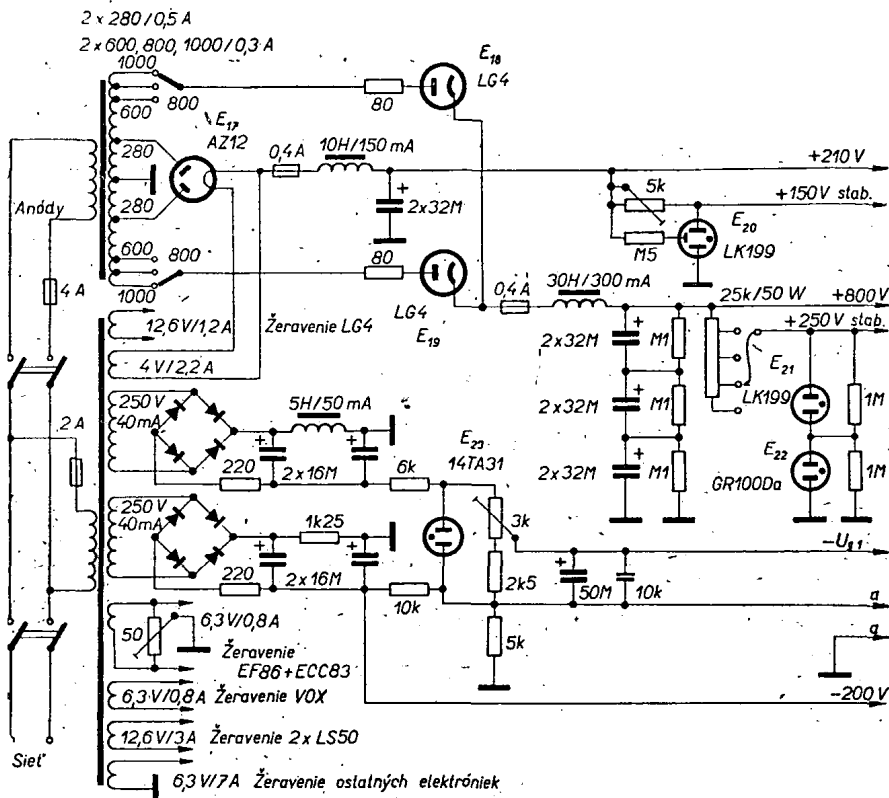 2 x 280/0,5 A
2 x 600, 800, 1000/0,3 A
1000
800
600
280
280
600
800
1000
Anódy
4 A
E17
AZ12
0,4 A
10H/150 mA
2x32M
80
E18
LG4
+210 V
5k
+150 V stab.
M5
E20
LK199
80
LG4
E19
0,4 A
30H/300 mA
25k/50 W
+800 V
+250 V stab.
12,6 V/1,2 A
Žeravenie LG4
4 V/2,2 A
2x32M
M1
2x32M
M1
2x32M
M1
E21
LK199
1M
E22
GR100Da
1M
2 A
250 V
40mA
5H/50 mA
220
2x16M
6k
E23
14TA31
3k
2k5
250 V
40mA
1k25
220
2x16M
10k
5k
50M
10k
-Ug1
a
a
-200 V
50
6,3 V/0,8 A
Žeravenie
EF86+ECC83
6,3 V/0,8 A Žeravenie VOX
12,6 V/3 A Žeravenie 2 x LS50
6,3 V/7 A Žeravenie ostatných elektróniek
Sieť